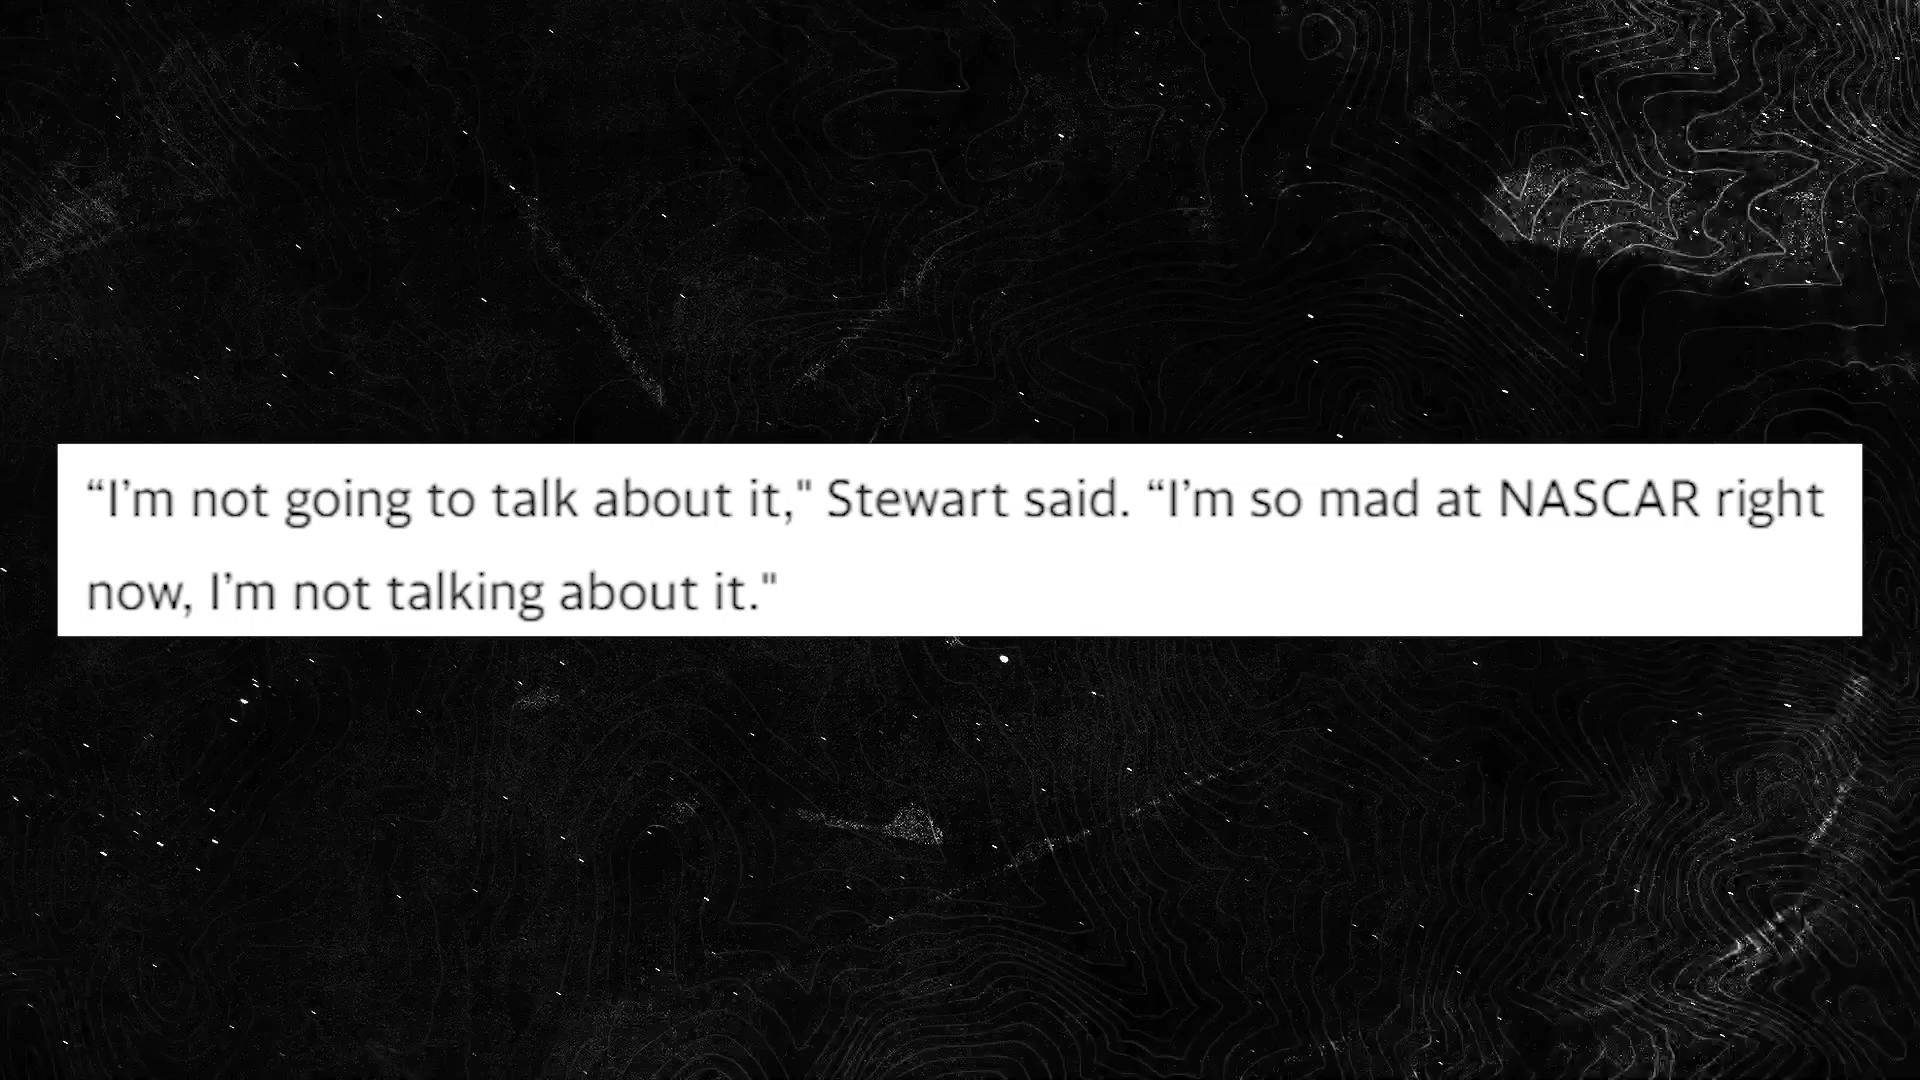 “I’m not going to talk about it," Stewart said. “I’m so mad at NASCAR right
now, I’m not talking about it."